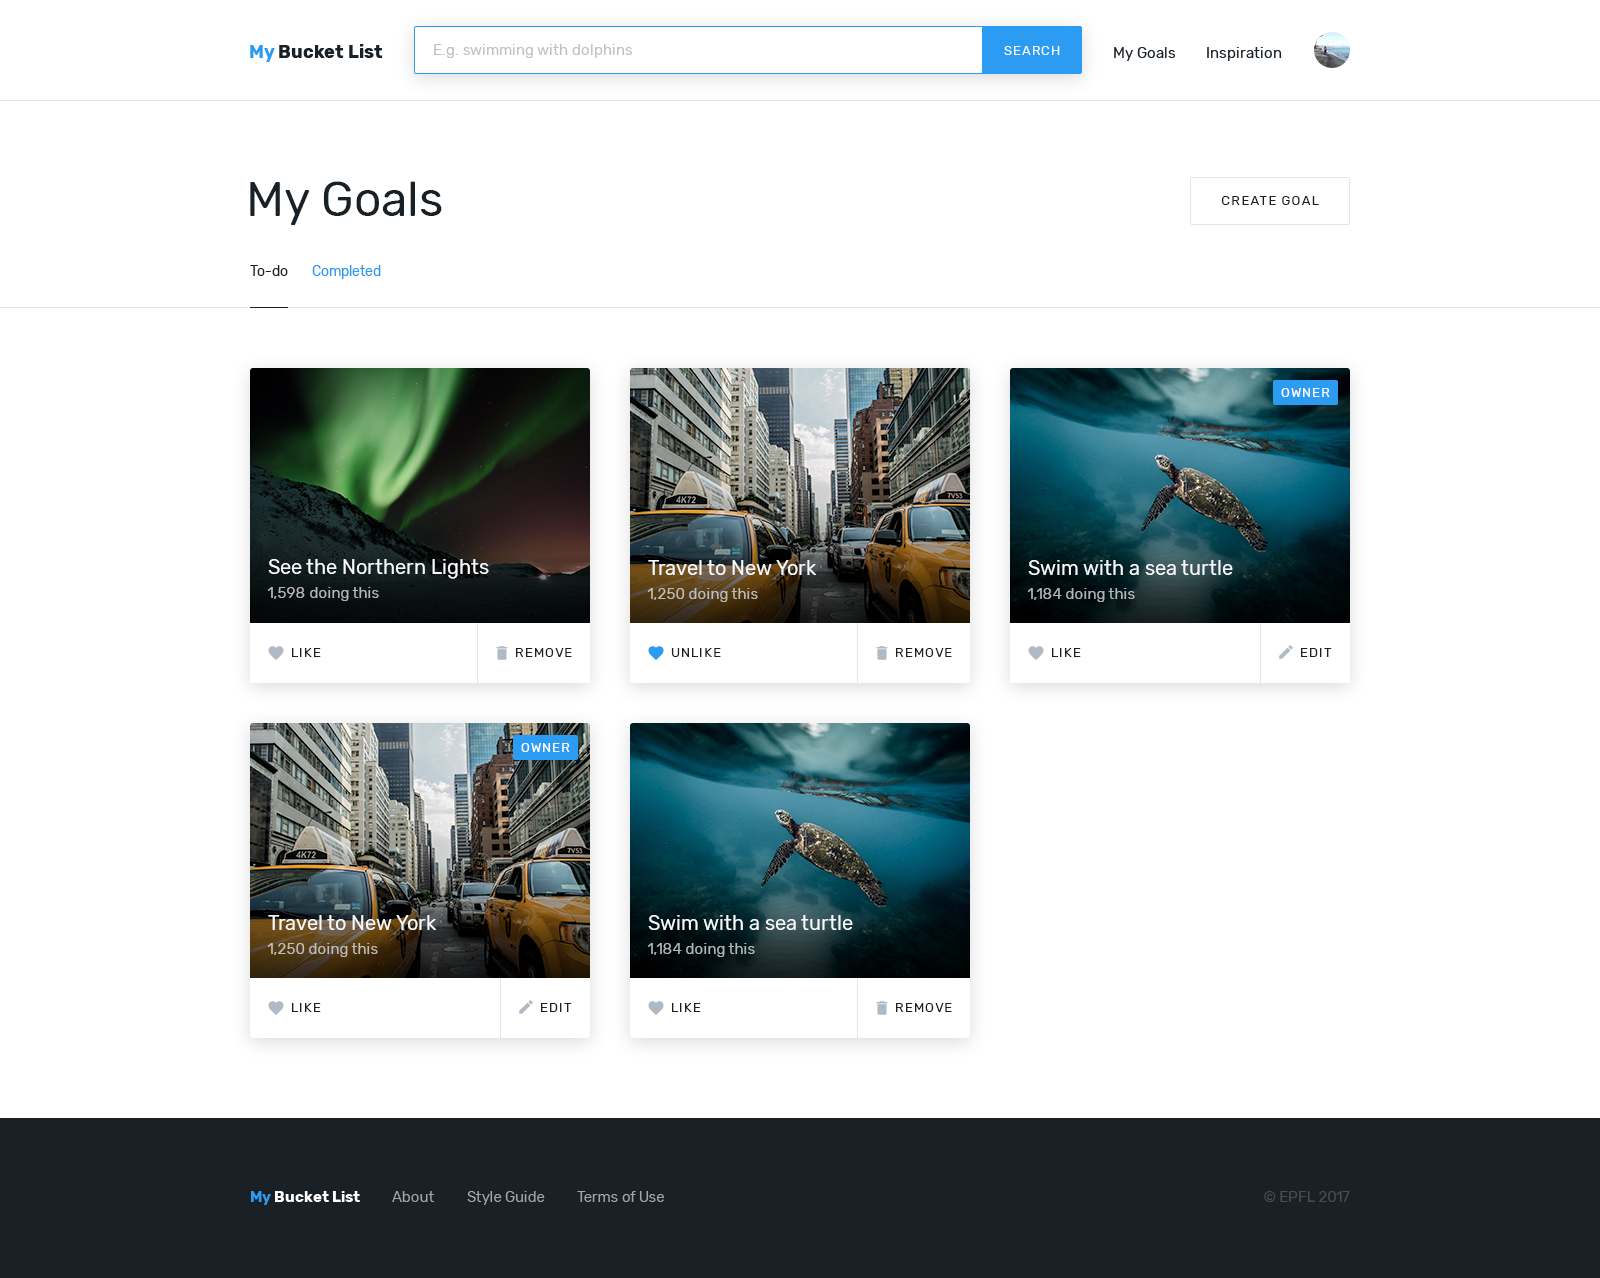 My Bucket List
E.g. swimming with dolphins
SEARCH
My Goals
Inspiration
My Goals
CREATE GOAL
To-do
Completed
4K72
7V53
OWNER
See the Northern Lights
1,598 doing this
Travel to New York
1,250 doing this
Swim with a sea turtle
1,184 doing this
LIKE
REMOVE
UNLIKE
REMOVE
LIKE
EDIT
OWNER
4K72
7V53
Travel to New York
1,250 doing this
Swim with a sea turtle
1,184 doing this
LIKE
EDIT
LIKE
REMOVE
My Bucket List
About
Style Guide
Terms of Use
© EPFL 2017